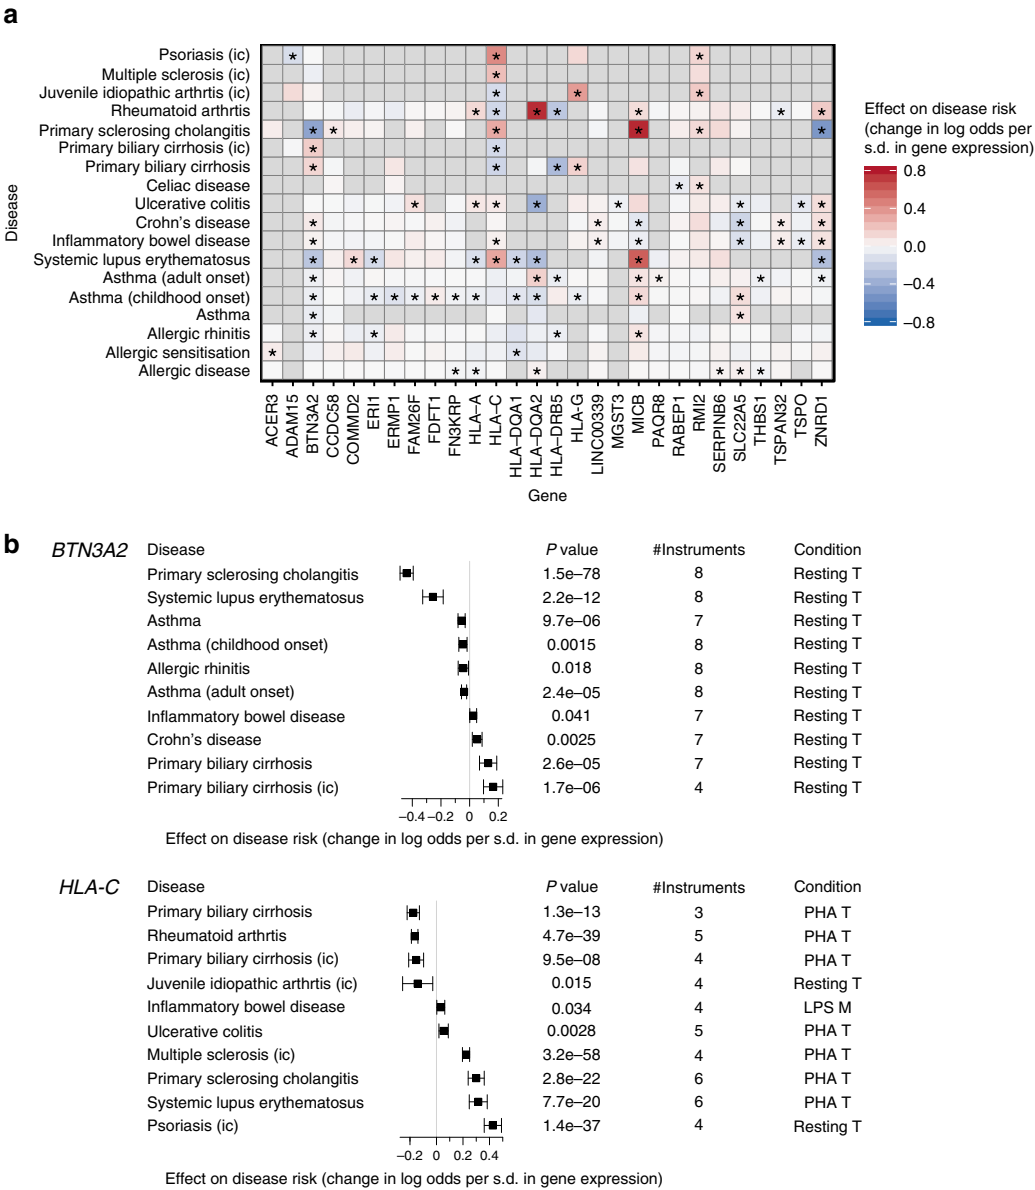 a
Disease
Psoriasis (ic)
Multiple sclerosis (ic)
Juvenile idiopathic arthrtis (ic)
Rheumatoid arthrtis
Primary sclerosing cholangitis
Primary biliary cirrhosis (ic)
Primary biliary cirrhosis
Celiac disease
Ulcerative colitis
Crohn's disease
Inflammatory bowel disease
Systemic lupus erythematosus
Asthma (adult onset)
Asthma (childhood onset)
Asthma
Allergic rhinitis
Allergic sensitisation
Allergic disease
ACER3
ADAM15
BTN3A2
CCDC58
COMMD2
ERI1
ERMP1
FAM26F
FDFT1
FN3KRP
HLA–A
HLA–C
HLA–DQA1
HLA–DQA2
HLA–DRB5
HLA-G
LINC00339
MGST3
MICB
PAQR8
RABEP1
RMI2
SERPINB6
SLC22A5
THBS1
TSPAN32
TSPO
ZNRD1
Gene
Effect on disease risk
(change in log odds per
s.d. in gene expression)
0.8
0.4
0.0
–0.4
–0.8
b
BTN3A2 Disease P value #Instruments Condition
Primary sclerosing cholangitis 1.5e–78 8 Resting T
Systemic lupus erythematosus 2.2e–12 8 Resting T
Asthma 9.7e–06 7 Resting T
Asthma (childhood onset) 0.0015 8 Resting T
Allergic rhinitis 0.018 8 Resting T
Asthma (adult onset) 2.4e–05 8 Resting T
Inflammatory bowel disease 0.041 7 Resting T
Crohn's disease 0.0025 7 Resting T
Primary biliary cirrhosis 2.6e–05 7 Resting T
Primary biliary cirrhosis (ic) 1.7e–06 4 Resting T
–0.4 –0.2 0 0.2
Effect on disease risk (change in log odds per s.d. in gene expression)
HLA-C Disease P value #Instruments Condition
Primary biliary cirrhosis 1.3e–13 3 PHA T
Rheumatoid arthrtis 4.7e–39 5 PHA T
Primary biliary cirrhosis (ic) 9.5e–08 4 PHA T
Juvenile idiopathic arthrtis (ic) 0.015 4 Resting T
Inflammatory bowel disease 0.034 4 LPS M
Ulcerative colitis 0.0028 5 PHA T
Multiple sclerosis (ic) 3.2e–58 4 PHA T
Primary sclerosing cholangitis 2.8e–22 6 PHA T
Systemic lupus erythematosus 7.7e–20 6 PHA T
Psoriasis (ic) 1.4e–37 4 Resting T
–0.2 0 0.2 0.4
Effect on disease risk (change in log odds per s.d. in gene expression)